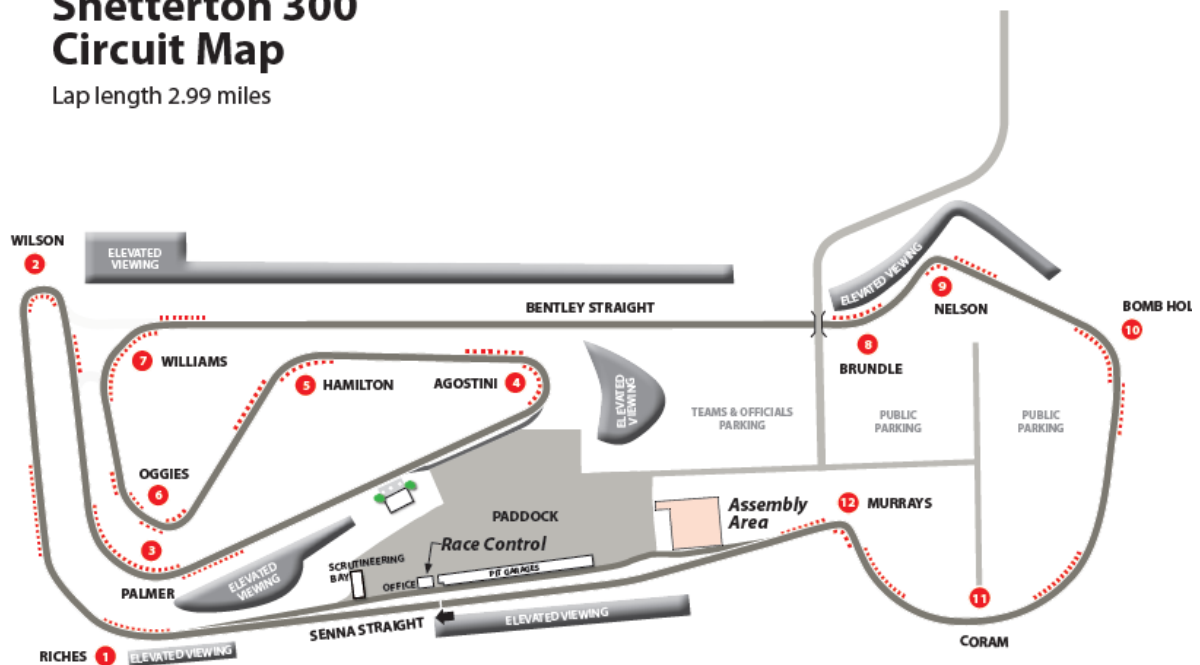 Snetterton 300
Circuit Map
Lap length 2.99 miles
WILSON
2
ELEVATED
VIEWING
ELEVATED VIEWING
9
NELSON
BOMB HOL
10
BENTLEY STRAIGHT
8
BRUNDLE
7 WILLIAMS
5 HAMILTON
AGOSTINI 4
ELEVATED
VIEWING
TEAMS & OFFICIALS
PARKING
PUBLIC
PARKING
PUBLIC
PARKING
OGGIES
6
3
PALMER
PADDOCK
Assembly
Area
12 MURRAYS
Race Control
SCRUTINEERING
BAY
OFFICE
PIT GARAGES
ELEVATED
VIEWING
SENNA STRAIGHT
ELEVATED VIEWING
11
CORAM
RICHES 1
ELEVATED VIEWING